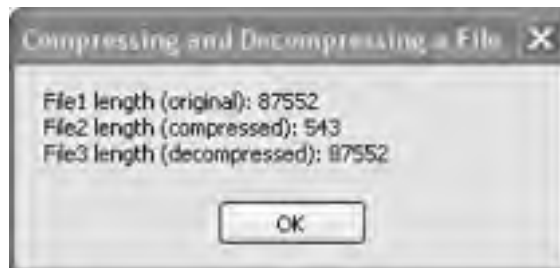 Compressing and Decompressing a File
File1 length (original): 87552
File2 length (compressed): 543
File3 length (decompressed): 87552
OK